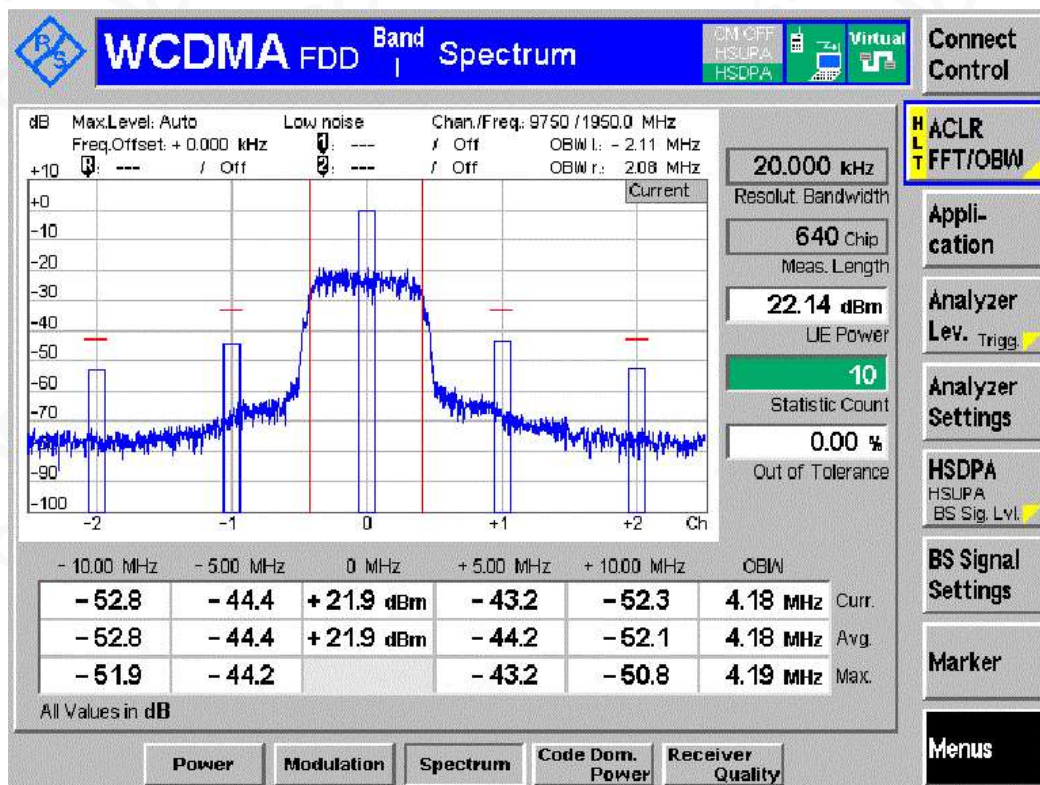 R&S
WCDMA FDD Band I Spectrum
CM OFF
HSUPA
HSDPA
Virtual
Connect Control
dB Max.Level: Auto Low noise Chan./Freq.: 9750 / 1950.0 MHz
Freq.Offset: + 0.000 kHz 1: --- / Off OBW l.: - 2.11 MHz
R: --- / Off 2: --- / Off OBW r.: 2.08 MHz
+10
Current
+0
-10
-20
-30
-40
-50
-60
-70
-90
-100
-2 -1 0 +1 +2 Ch
20.000 kHz
Resolut. Bandwidth
640 Chip
Meas. Length
22.14 dBm
UE Power
10
Statistic Count
0.00 %
Out of Tolerance
- 10.00 MHz - 5.00 MHz 0 MHz + 5.00 MHz + 10.00 MHz OBW
- 52.8 - 44.4 + 21.9 dBm - 43.2 - 52.3 4.18 MHz Curr.
- 52.8 - 44.4 + 21.9 dBm - 44.2 - 52.1 4.18 MHz Avg.
- 51.9 - 44.2 - 43.2 - 50.8 4.19 MHz Max.
All Values in dB
HLT
ACLR
FFT/OBW
Appli-
cation
Analyzer
Lev. Trigg.
Analyzer
Settings
HSDPA
HSUPA
BS Sig. Lvl.
BS Signal
Settings
Marker
Menus
Power
Modulation
Spectrum
Code Dom.
Power
Receiver
Quality